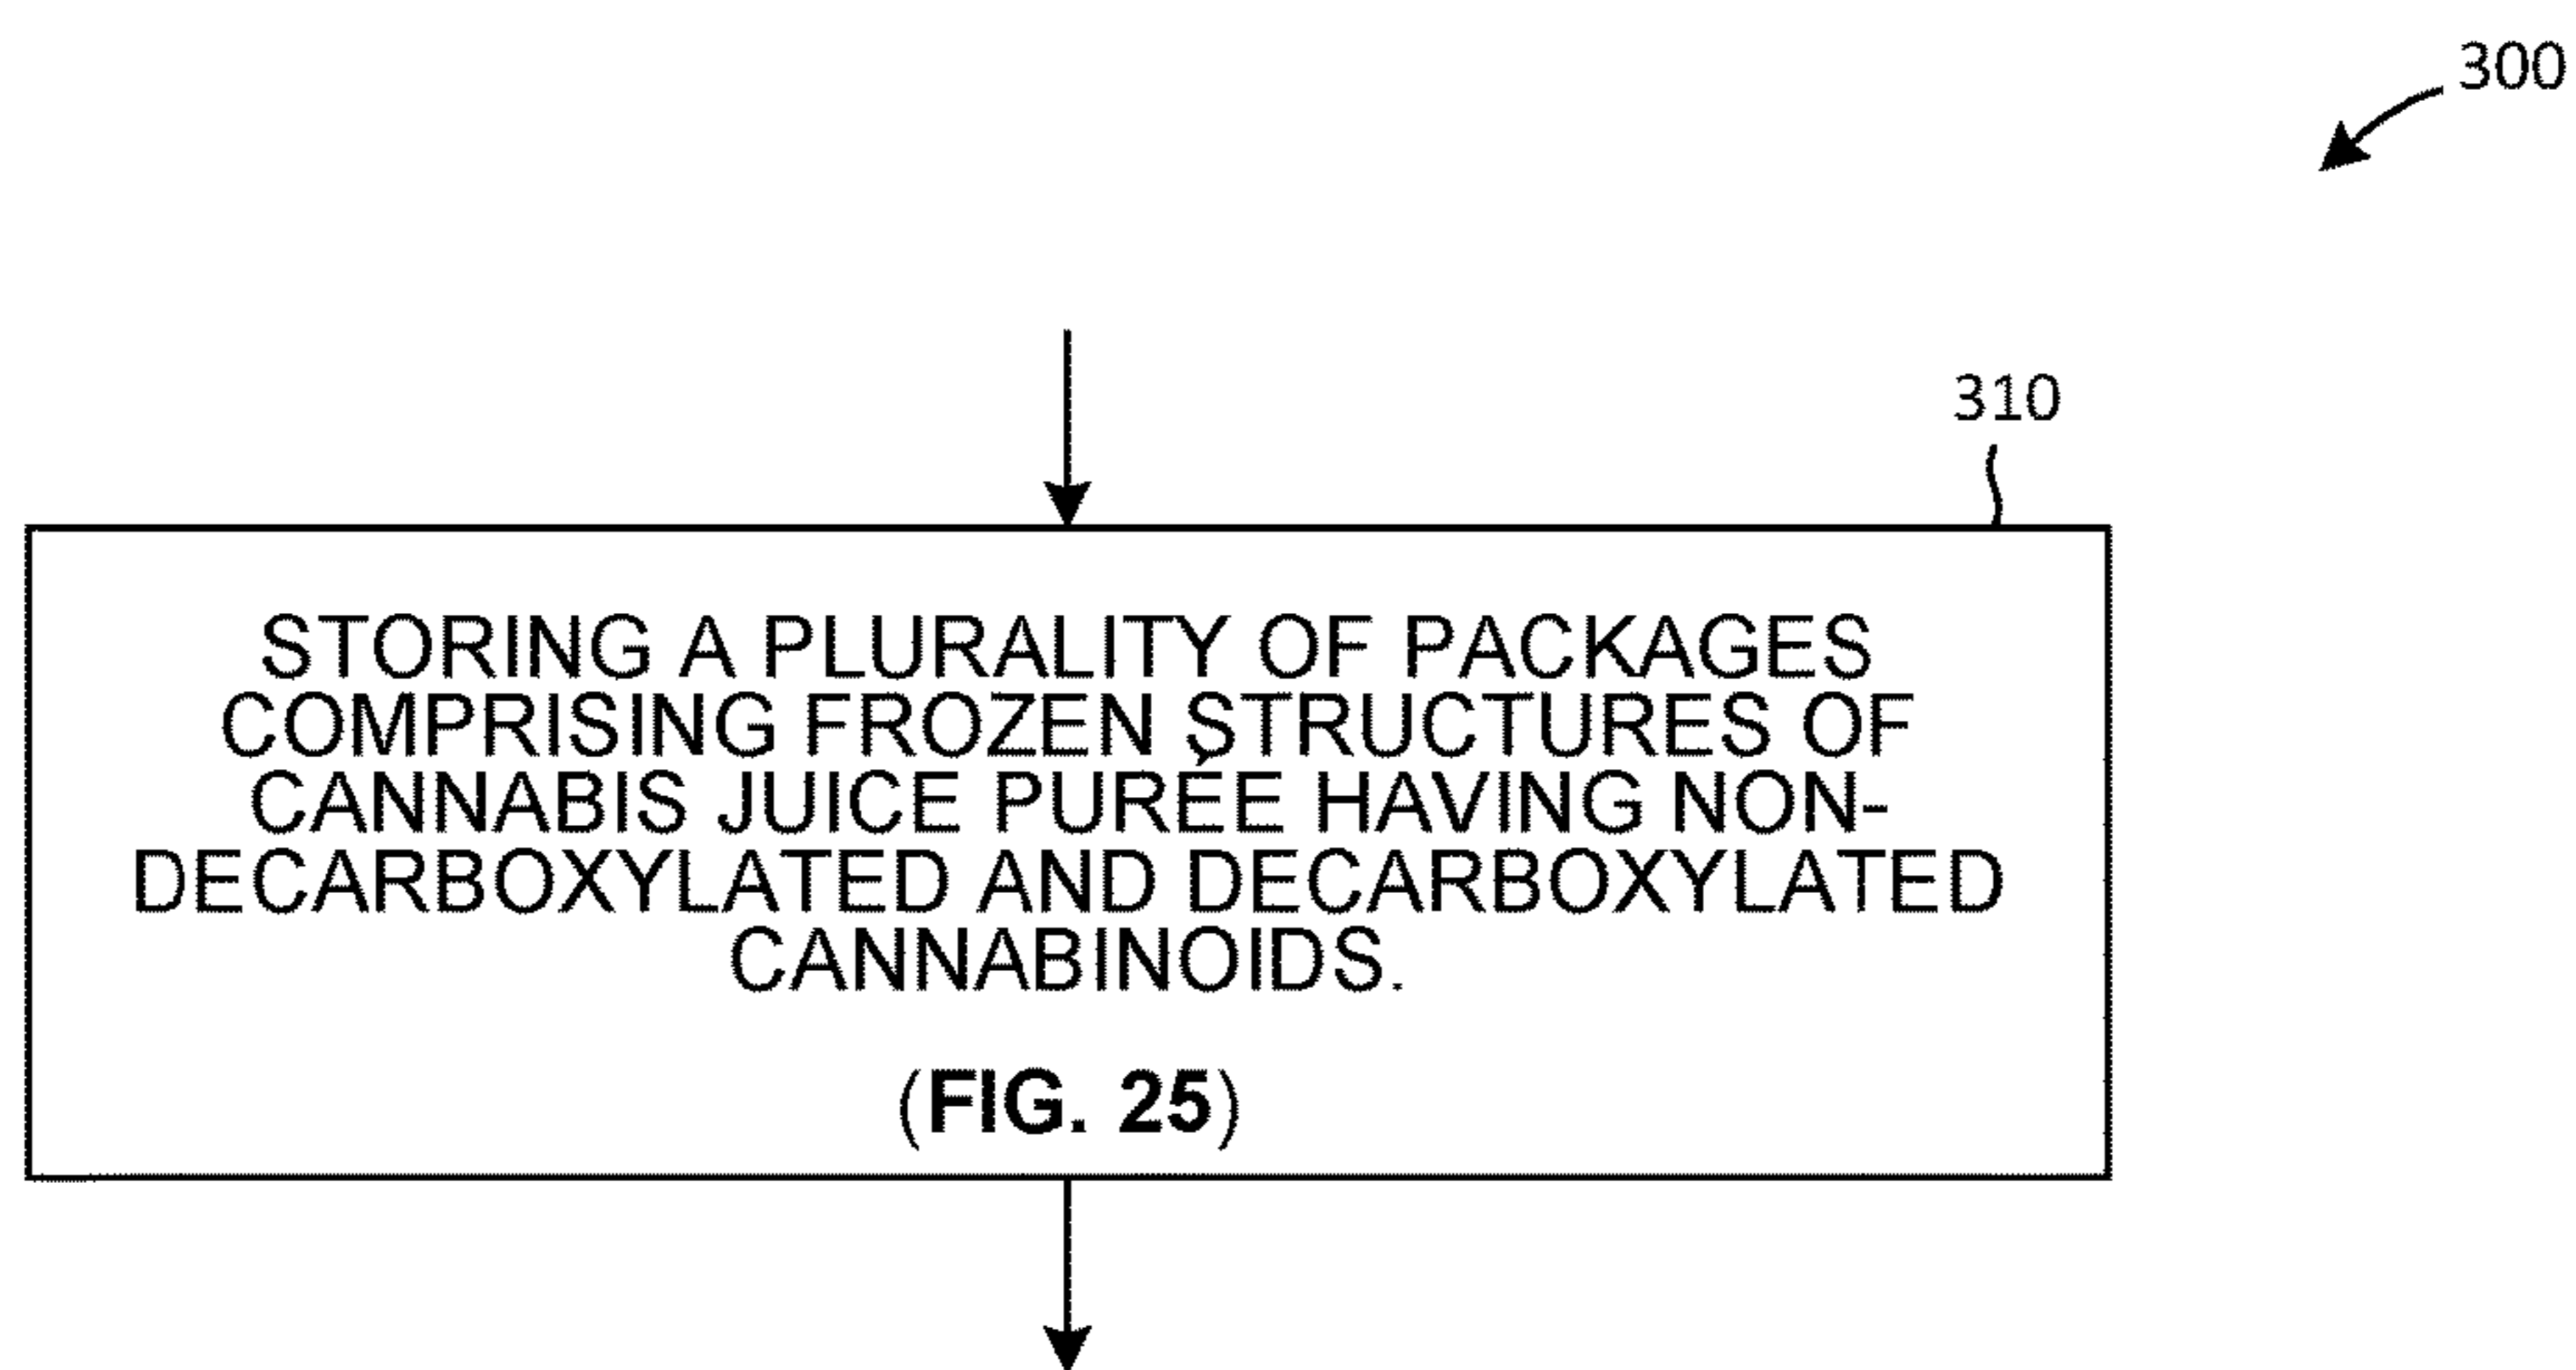 300
310
STORING A PLURALITY OF PACKAGES
COMPRISING FROZEN STRUCTURES OF
CANNABIS JUICE PURÉE HAVING NON-
DECARBOXYLATED AND DECARBOXYLATED
CANNABINOIDS.
(FIG. 25)